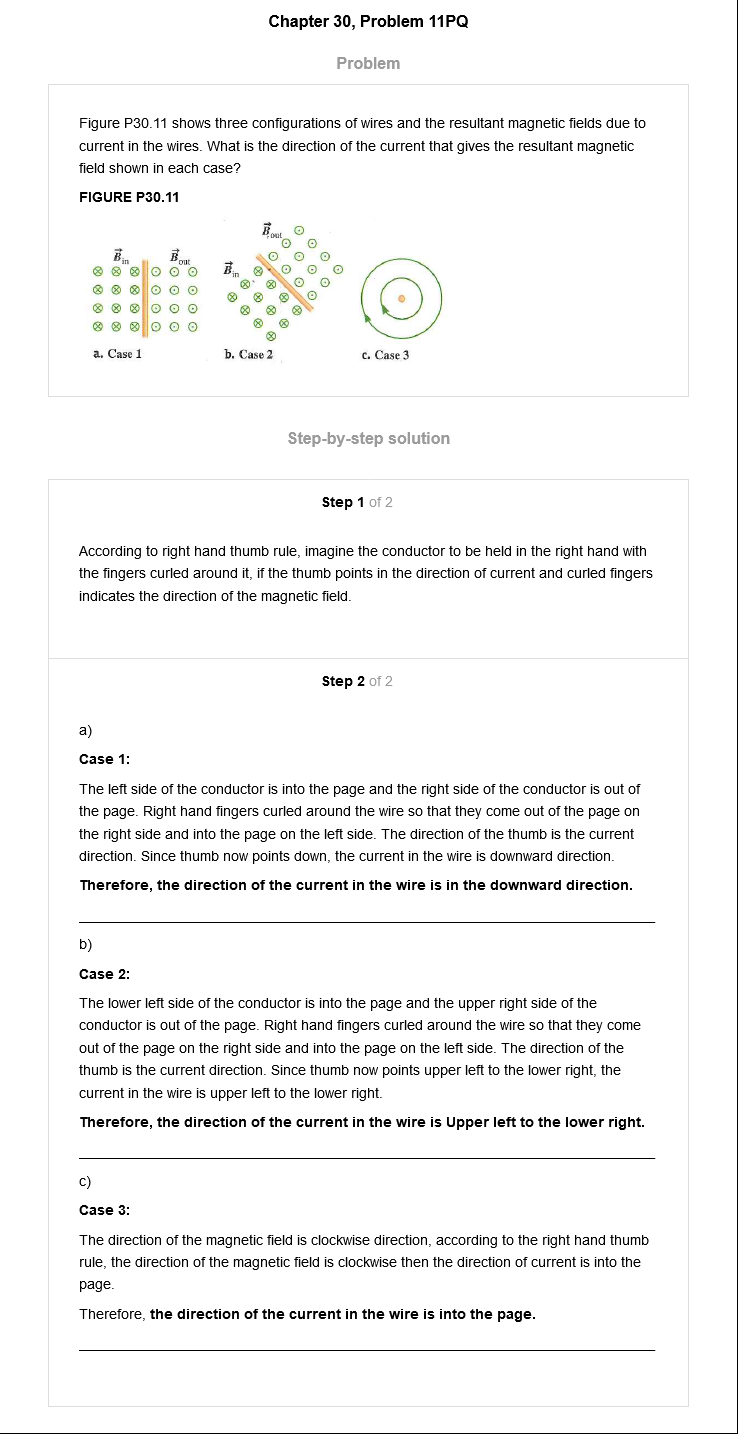 Chapter 30, Problem 11PQ
Problem
Figure P30.11 shows three configurations of wires and the resultant magnetic fields due to
current in the wires. What is the direction of the current that gives the resultant magnetic
field shown in each case?
FIGURE P30.11
B⃗in B⃗out B⃗in B⃗out
a. Case 1 b. Case 2 c. Case 3
Step-by-step solution
Step 1 of 2
According to right hand thumb rule, imagine the conductor to be held in the right hand with
the fingers curled around it, if the thumb points in the direction of current and curled fingers
indicates the direction of the magnetic field.
Step 2 of 2
a)
Case 1:
The left side of the conductor is into the page and the right side of the conductor is out of
the page. Right hand fingers curled around the wire so that they come out of the page on
the right side and into the page on the left side. The direction of the thumb is the current
direction. Since thumb now points down, the current in the wire is downward direction.
Therefore, the direction of the current in the wire is in the downward direction.
b)
Case 2:
The lower left side of the conductor is into the page and the upper right side of the
conductor is out of the page. Right hand fingers curled around the wire so that they come
out of the page on the right side and into the page on the left side. The direction of the
thumb is the current direction. Since thumb now points upper left to the lower right, the
current in the wire is upper left to the lower right.
Therefore, the direction of the current in the wire is Upper left to the lower right.
c)
Case 3:
The direction of the magnetic field is clockwise direction, according to the right hand thumb
rule, the direction of the magnetic field is clockwise then the direction of current is into the
page.
Therefore, the direction of the current in the wire is into the page.